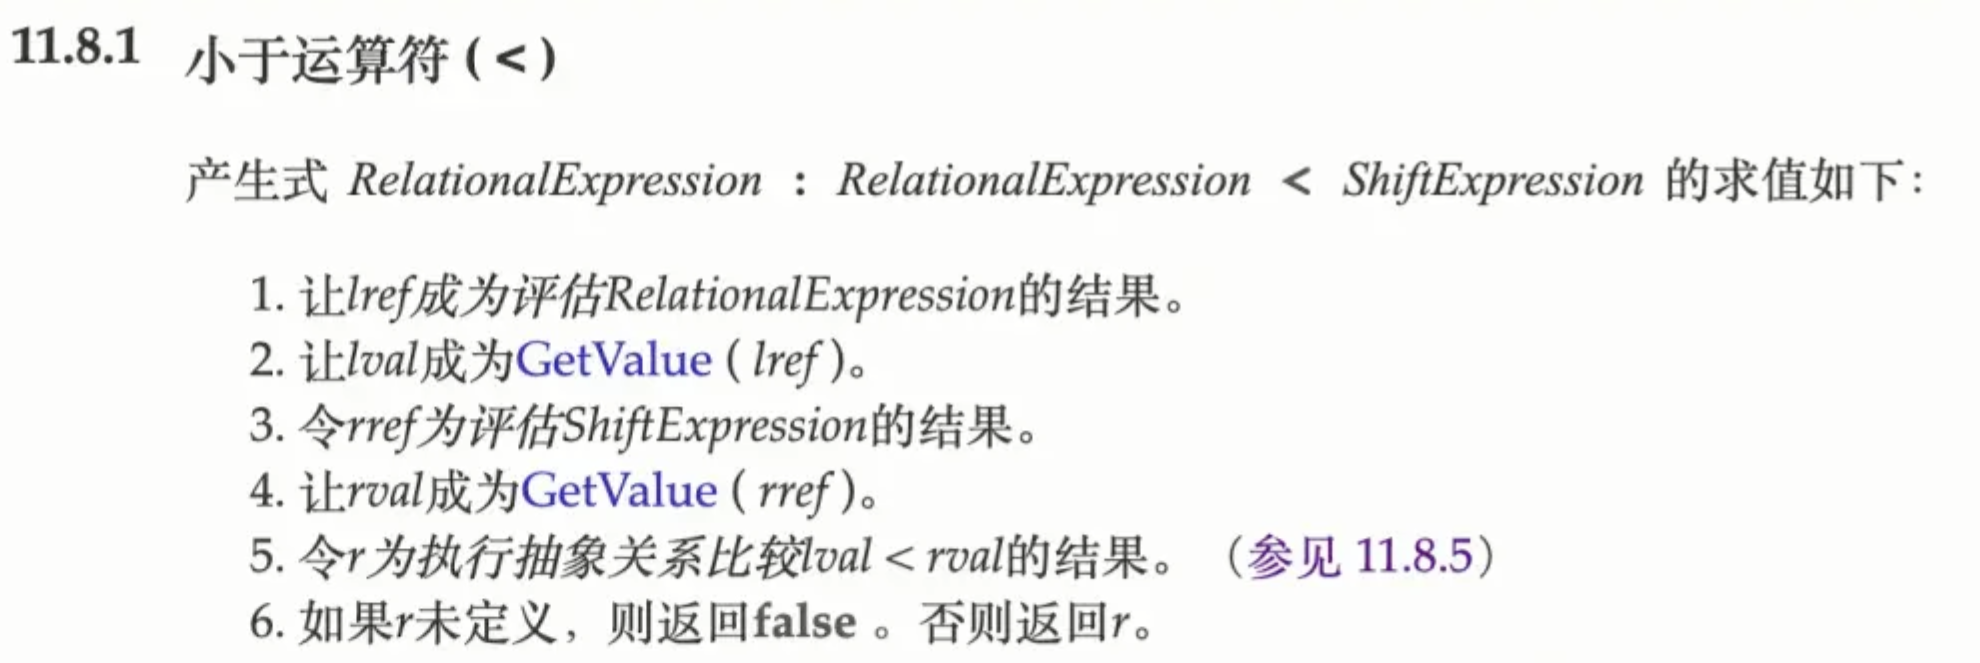 11.8.1 小于运算符 ( < )
产生式 RelationalExpression : RelationalExpression < ShiftExpression 的求值如下：
1. 让lref成为评估RelationalExpression的结果。
2. 让lval成为GetValue ( lref )。
3. 令rref为评估ShiftExpression的结果。
4. 让rval成为GetValue ( rref )。
5. 令r为执行抽象关系比较lval < rval的结果。（参见 11.8.5）
6. 如果r未定义，则返回false 。否则返回r。